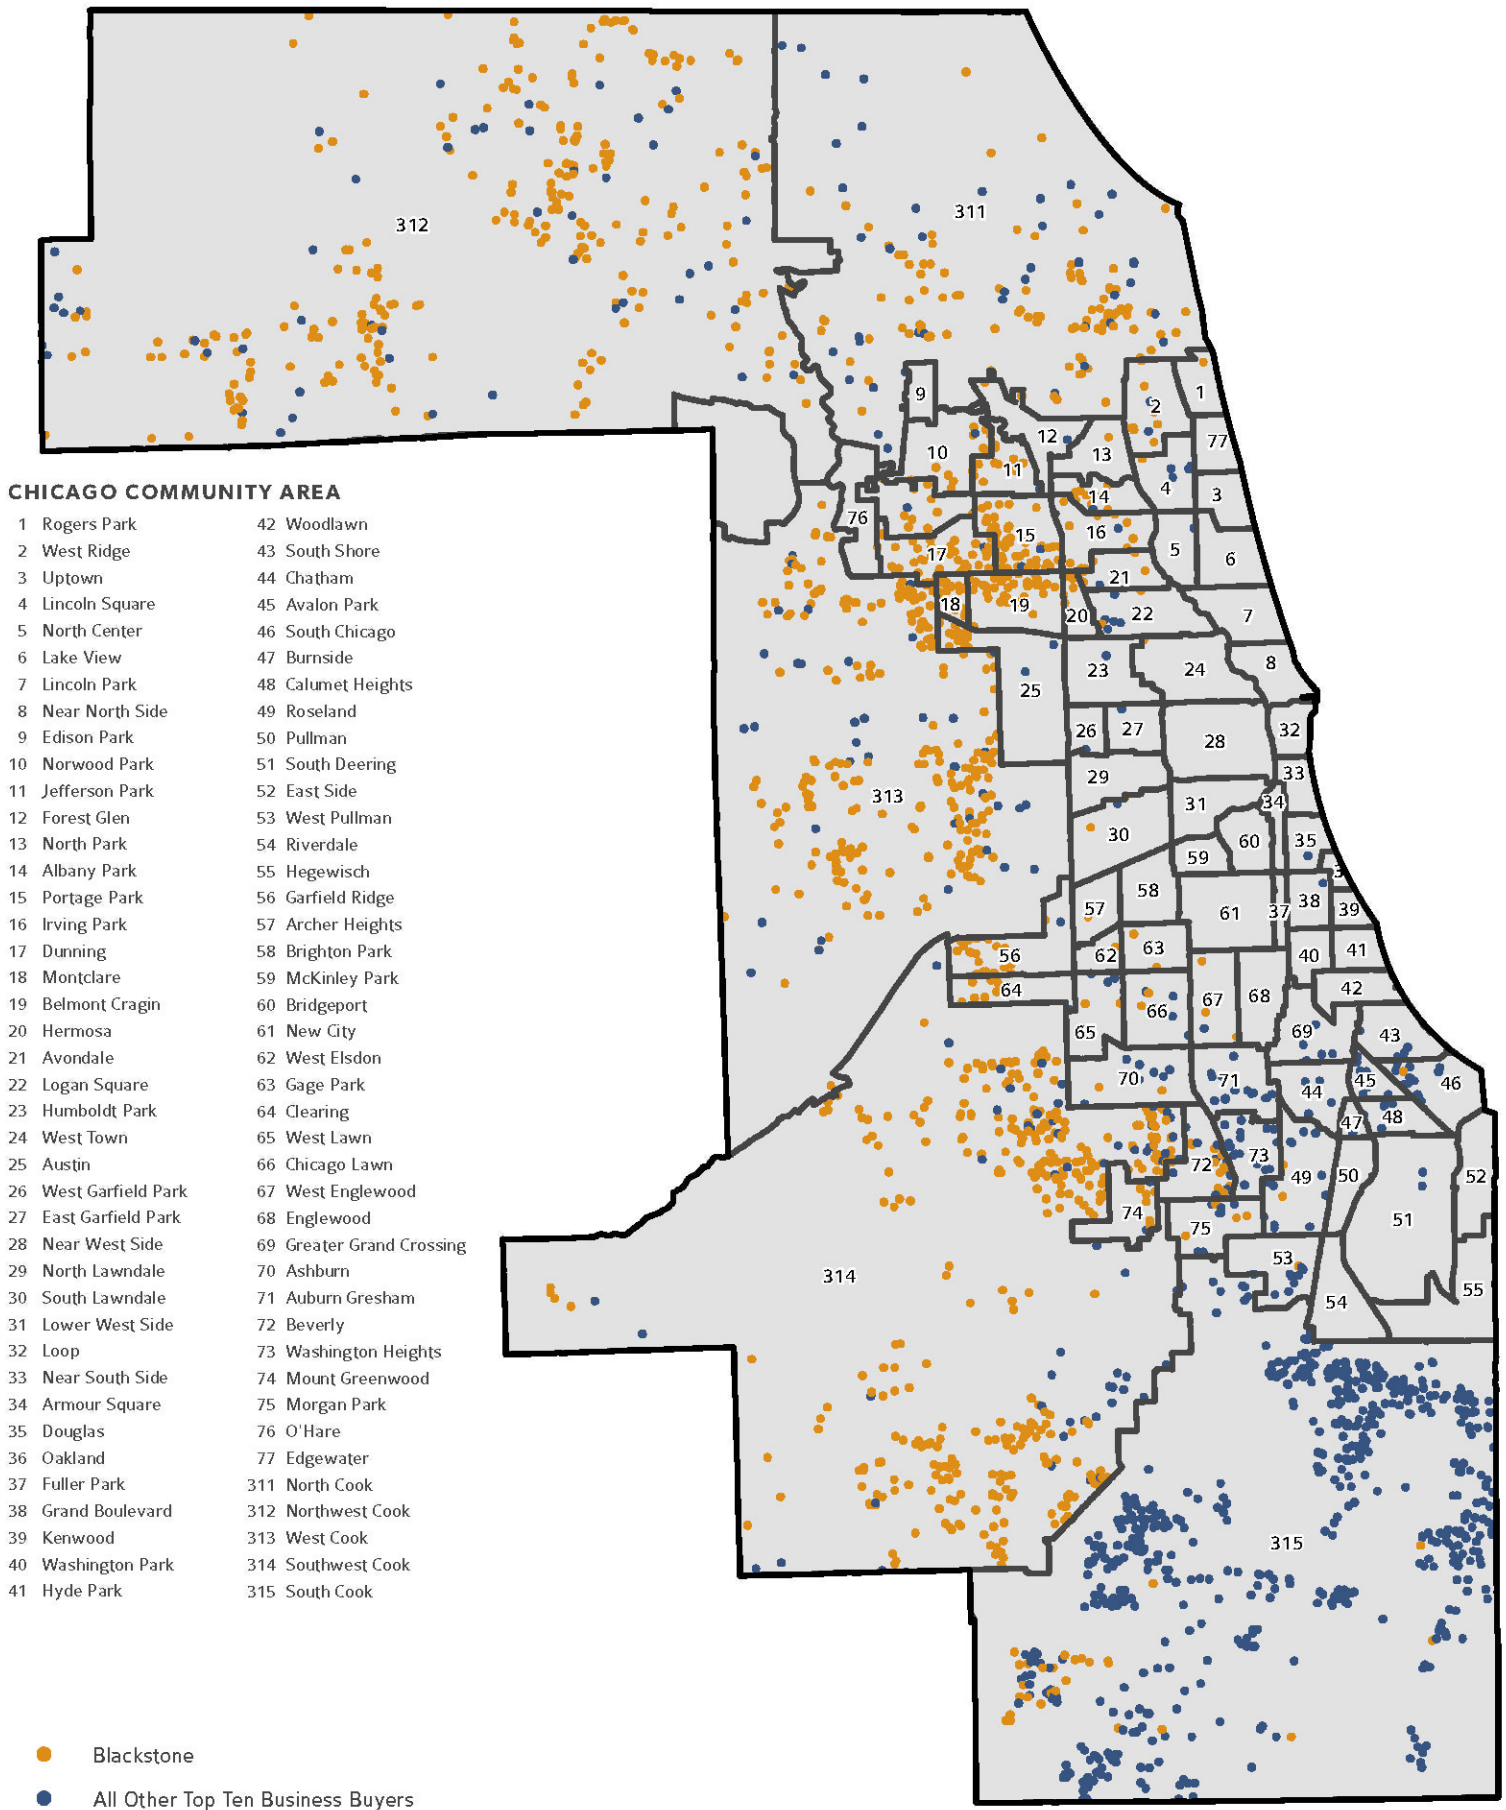 312
311
9
1
2
77
12
10
13
11
4
3
14
76
15
16
5
6
17
21
18
19
20
22
7
23
24
8
25
26
27
28
32
29
33
313
31
34
30
60
35
59
3
58
57
61
37
38
39
56
62
63
40
41
64
67
68
42
66
65
69
43
70
71
44
45
46
47
48
72
73
49
50
52
74
75
51
314
53
54
55
315
CHICAGO COMMUNITY AREA
1 Rogers Park 42 Woodlawn
2 West Ridge 43 South Shore
3 Uptown 44 Chatham
4 Lincoln Square 45 Avalon Park
5 North Center 46 South Chicago
6 Lake View 47 Burnside
7 Lincoln Park 48 Calumet Heights
8 Near North Side 49 Roseland
9 Edison Park 50 Pullman
10 Norwood Park 51 South Deering
11 Jefferson Park 52 East Side
12 Forest Glen 53 West Pullman
13 North Park 54 Riverdale
14 Albany Park 55 Hegewisch
15 Portage Park 56 Garfield Ridge
16 Irving Park 57 Archer Heights
17 Dunning 58 Brighton Park
18 Montclare 59 McKinley Park
19 Belmont Cragin 60 Bridgeport
20 Hermosa 61 New City
21 Avondale 62 West Elsdon
22 Logan Square 63 Gage Park
23 Humboldt Park 64 Clearing
24 West Town 65 West Lawn
25 Austin 66 Chicago Lawn
26 West Garfield Park 67 West Englewood
27 East Garfield Park 68 Englewood
28 Near West Side 69 Greater Grand Crossing
29 North Lawndale 70 Ashburn
30 South Lawndale 71 Auburn Gresham
31 Lower West Side 72 Beverly
32 Loop 73 Washington Heights
33 Near South Side 74 Mount Greenwood
34 Armour Square 75 Morgan Park
35 Douglas 76 O'Hare
36 Oakland 77 Edgewater
37 Fuller Park 311 North Cook
38 Grand Boulevard 312 Northwest Cook
39 Kenwood 313 West Cook
40 Washington Park 314 Southwest Cook
41 Hyde Park 315 South Cook
Blackstone
All Other Top Ten Business Buyers